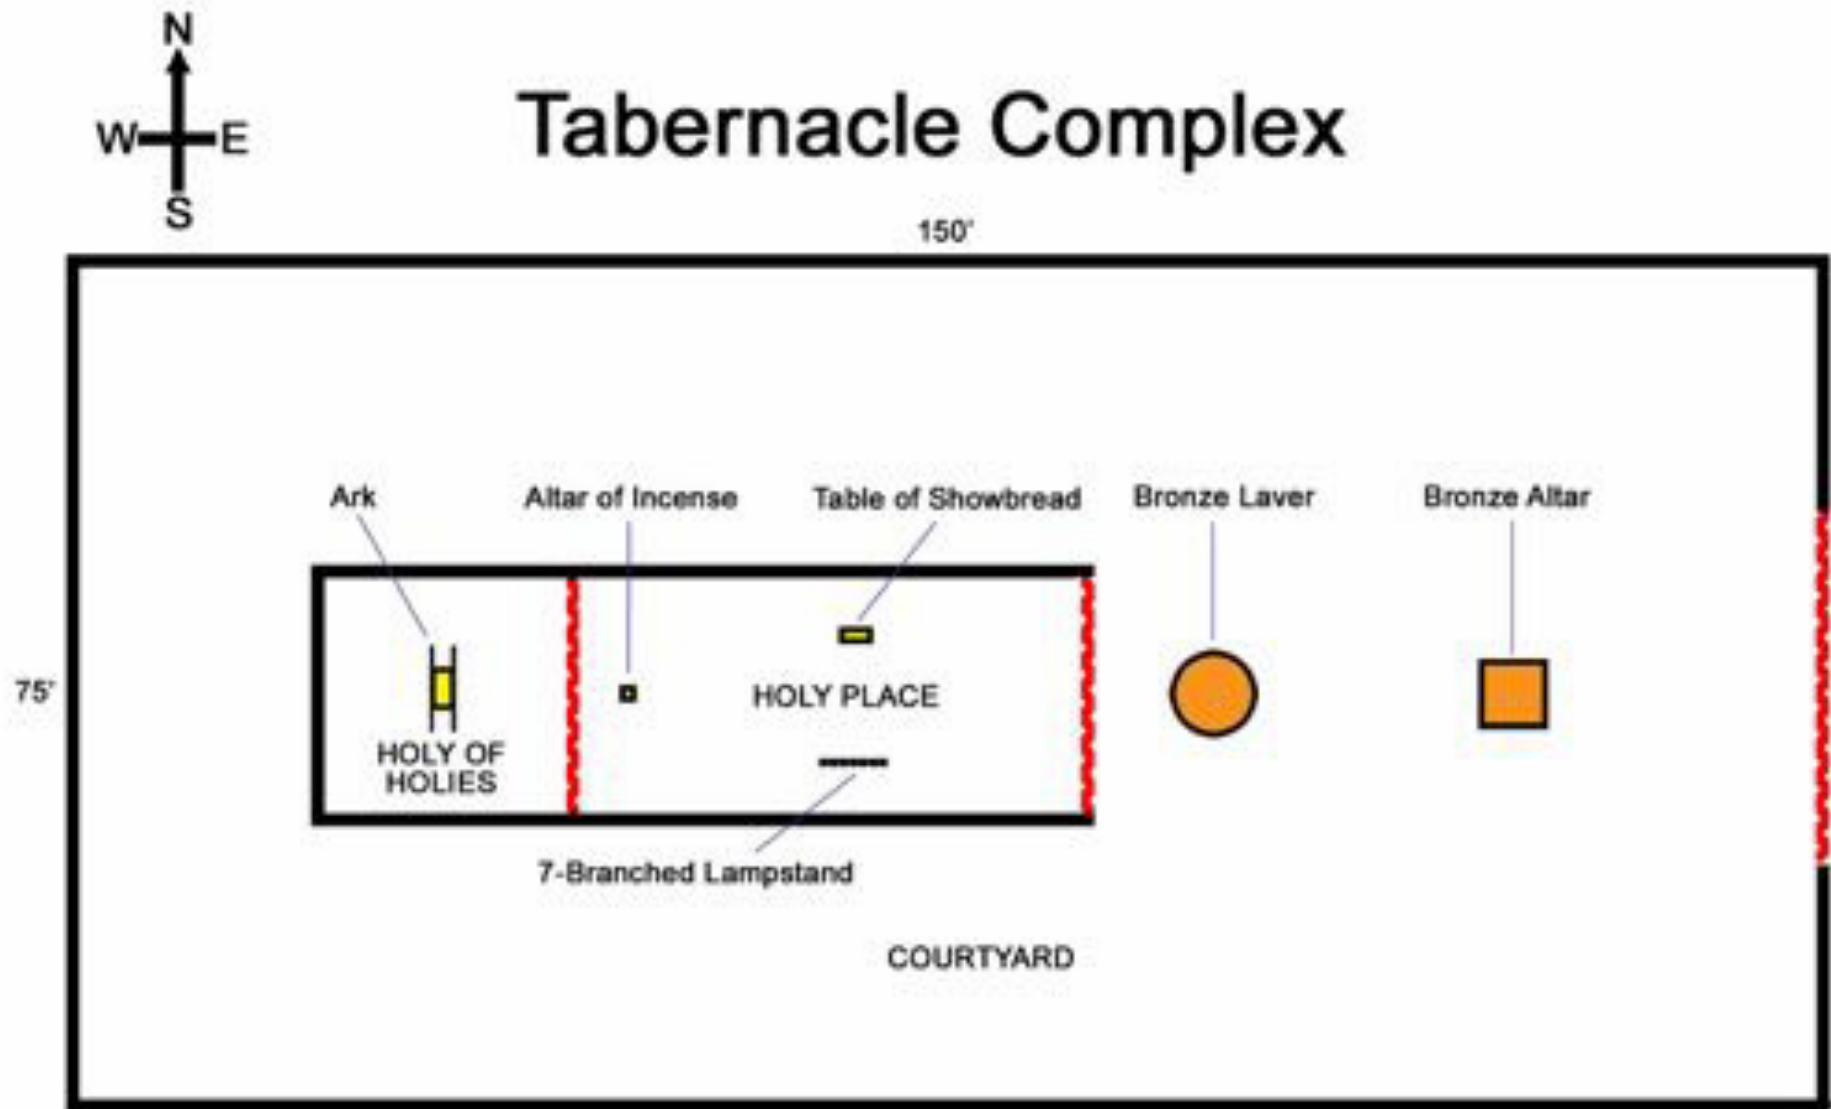 N
W E
S
Tabernacle Complex
150'
Ark
Altar of Incense
Table of Showbread
Bronze Laver
Bronze Altar
75'
HOLY PLACE
HOLY OF
HOLIES
7-Branched Lampstand
COURTYARD